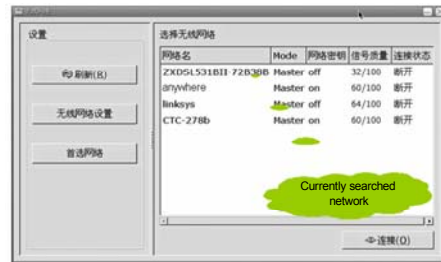 设置
刷新(R)
无线网络设置
首选网络
选择无线网络
网络名 Mode 网络密钥 信号质量 连接状态
ZXDSL531BII-72B39B Master off 32/100 断开
anywhere Master on 60/100 断开
linksys Master off 64/100 断开
CTC-278b Master on 60/100 断开
Currently searched
network
连接(O)